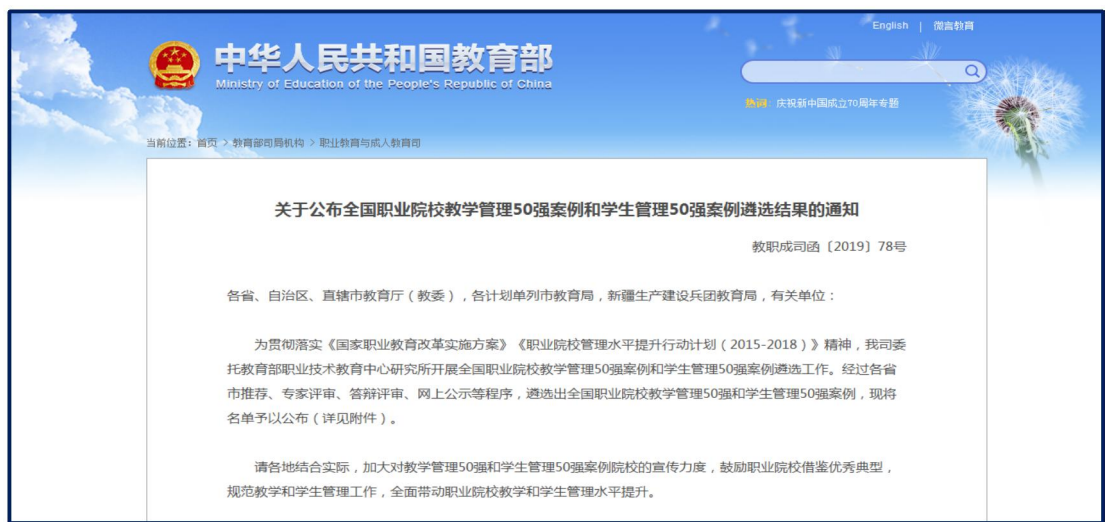 English | 微言教育
中华人民共和国教育部
Ministry of Education of the People's Republic of China
热词：庆祝新中国成立70周年专题
当前位置：首页 > 教育部司局机构 > 职业教育与成人教育司
关于公布全国职业院校教学管理50强案例和学生管理50强案例遴选结果的通知
教职成司函〔2019〕78号
各省、自治区、直辖市教育厅（教委），各计划单列市教育局，新疆生产建设兵团教育局，有关单位：
为贯彻落实《国家职业教育改革实施方案》《职业院校管理水平提升行动计划（2015-2018）》精神，我司委
托教育部职业技术教育中心研究所开展全国职业院校教学管理50强案例和学生管理50强案例遴选工作。经过各省
市推荐、专家评审、答辩评审、网上公示等程序，遴选出全国职业院校教学管理50强和学生管理50强案例，现将
名单予以公布（详见附件）。
请各地结合实际，加大对教学管理50强和学生管理50强案例院校的宣传力度，鼓励职业院校借鉴优秀典型，
规范教学和学生管理工作，全面带动职业院校教学和学生管理水平提升。